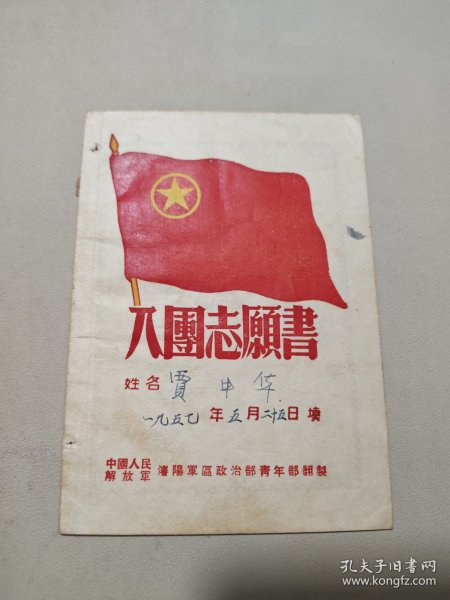 入團志願書
姓名 賈中华
一九五七年五月二十五日填
中國人民解放軍 瀋陽軍區政治部青年部翻製
孔夫子旧书网
www.kongfz.com